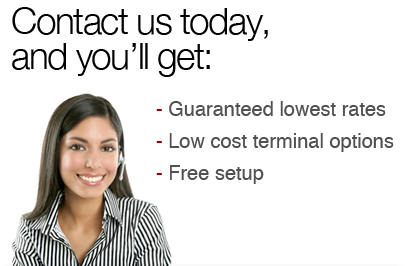 Contact us today,
and you'll get:
- Guaranteed lowest rates
- Low cost terminal options
- Free setup